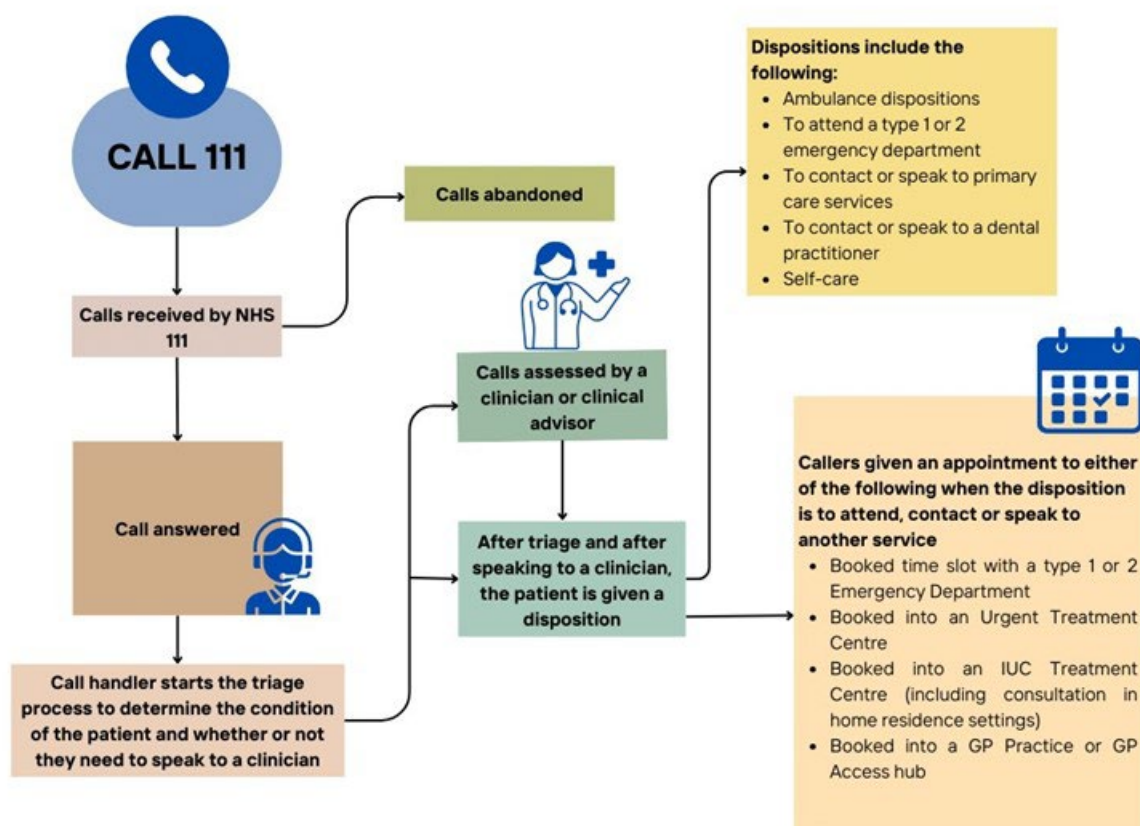 CALL 111
Calls received by NHS
111
Calls abandoned
Call answered
Call handler starts the triage
process to determine the condition
of the patient and whether or not
they need to speak to a clinician
Calls assessed by a
clinician or clinical
advisor
After triage and after
speaking to a clinician,
the patient is given a
disposition
Dispositions include the
following:
• Ambulance dispositions
• To attend a type 1 or 2
emergency department
• To contact or speak to primary
care services
• To contact or speak to a dental
practitioner
• Self-care
Callers given an appointment to either
of the following when the disposition
is to attend, contact or speak to
another service
• Booked time slot with a type 1 or 2
Emergency Department
• Booked into an Urgent Treatment
Centre
• Booked into an IUC Treatment
Centre (including consultation in
home residence settings)
• Booked into a GP Practice or GP
Access hub